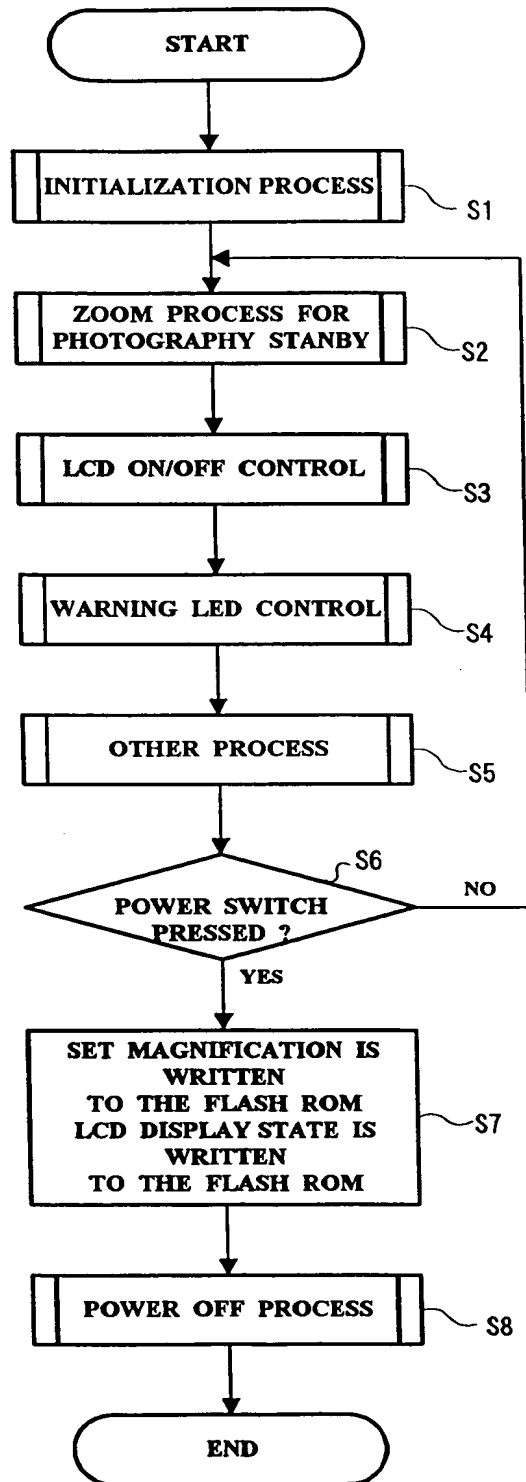 START
INITIALIZATION PROCESS
S1
ZOOM PROCESS FOR
PHOTOGRAPHY STANBY
S2
LCD ON/OFF CONTROL
S3
WARNING LED CONTROL
S4
OTHER PROCESS
S5
S6
POWER SWITCH
PRESSED ?
NO
YES
SET MAGNIFICATION IS
WRITTEN
TO THE FLASH ROM
LCD DISPLAY STATE IS
WRITTEN
TO THE FLASH ROM
S7
POWER OFF PROCESS
S8
END